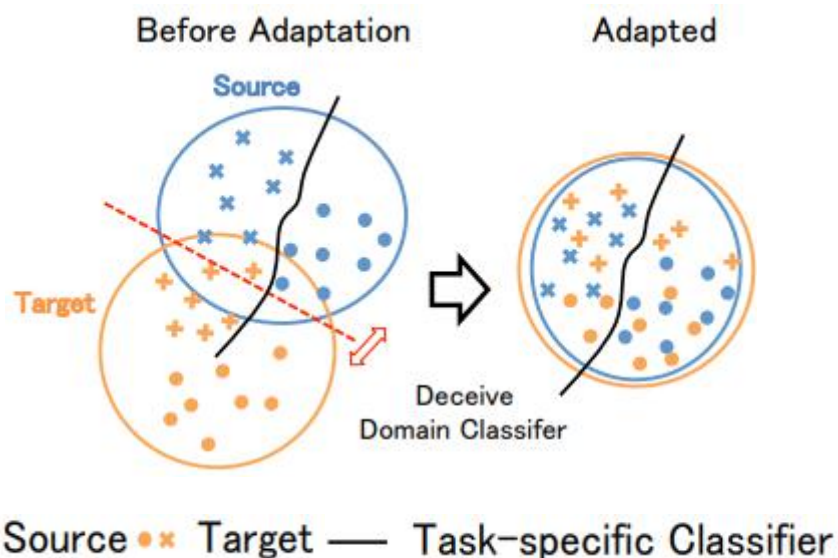 Before Adaptation
Adapted
Source
Target
Deceive
Domain Classifer
Source Target Task-specific Classifier